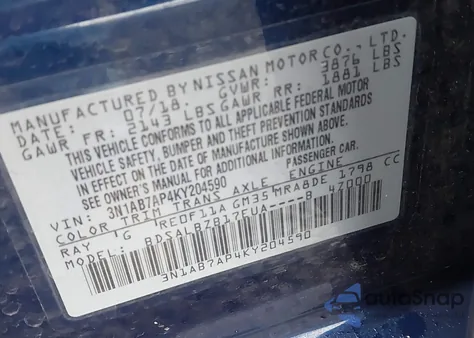 MANUFACTURED BY NISSAN MOTOR CO., LTD.
DATE: 07/18. GVWR: 3876 LBS
GAWR FR: 2143 LBS GAWR RR: 1881 LBS
THIS VEHICLE CONFORMS TO ALL APPLICABLE FEDERAL MOTOR
VEHICLE SAFETY, BUMPER AND THEFT PREVENTION STANDARDS
IN EFFECT ON THE DATE OF MANUFACTURE SHOWN ABOVE.
SEE OWNER'S MANUAL FOR ADDITIONAL INFORMATION.
VIN: 3N1AB7AP4KY204590 PASSENGER CAR.
COLOR TRIM TRANS AXLE ENGINE
RAY G RE0F11A GM35 MRA8DE 1798 CC
MODEL: BDSALBZB17EUA----B 47000
3N1AB7AP4KY204590
AutoSnap